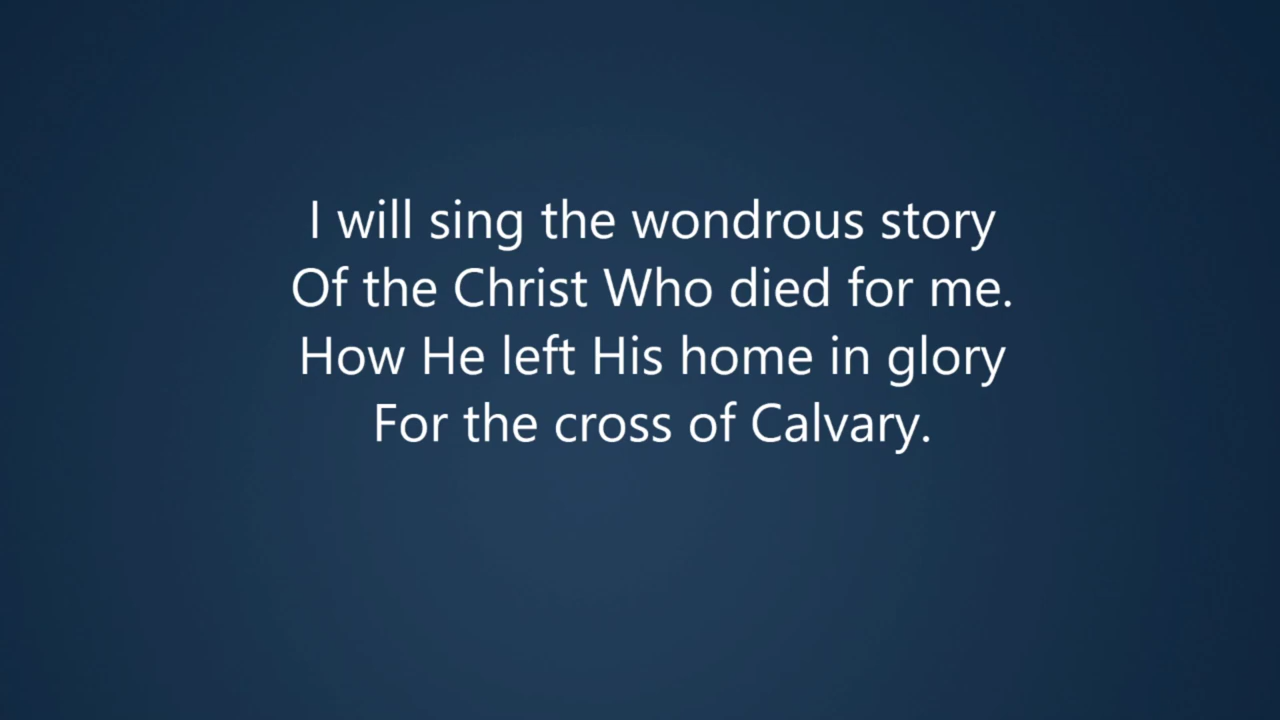 I will sing the wondrous story
Of the Christ Who died for me.
How He left His home in glory
For the cross of Calvary.